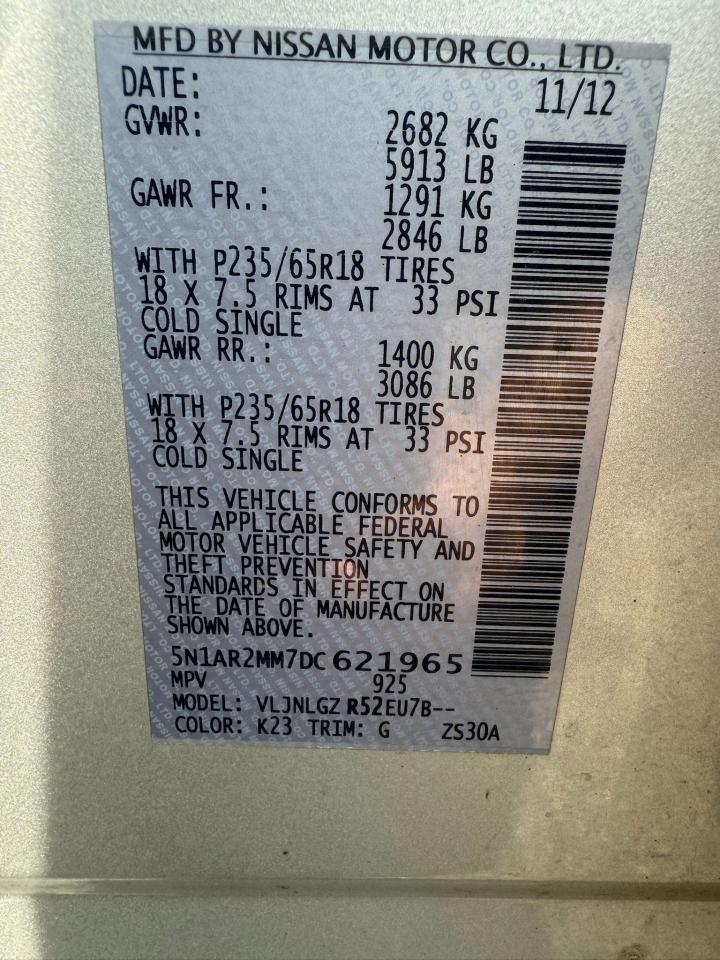 MFD BY NISSAN MOTOR CO., LTD.
DATE: 11/12
GVWR: 2682 KG
5913 LB
GAWR FR.: 1291 KG
2846 LB
WITH P235/65R18 TIRES
18 X 7.5 RIMS AT 33 PSI
COLD SINGLE
GAWR RR.: 1400 KG
3086 LB
WITH P235/65R18 TIRES
18 X 7.5 RIMS AT 33 PSI
COLD SINGLE
THIS VEHICLE CONFORMS TO
ALL APPLICABLE FEDERAL
MOTOR VEHICLE SAFETY AND
THEFT PREVENTION
STANDARDS IN EFFECT ON
THE DATE OF MANUFACTURE
SHOWN ABOVE.
5N1AR2MM7DC621965
MPV 925
MODEL: VLJNLGZ R52EU7B--
COLOR: K23 TRIM: G ZS30A